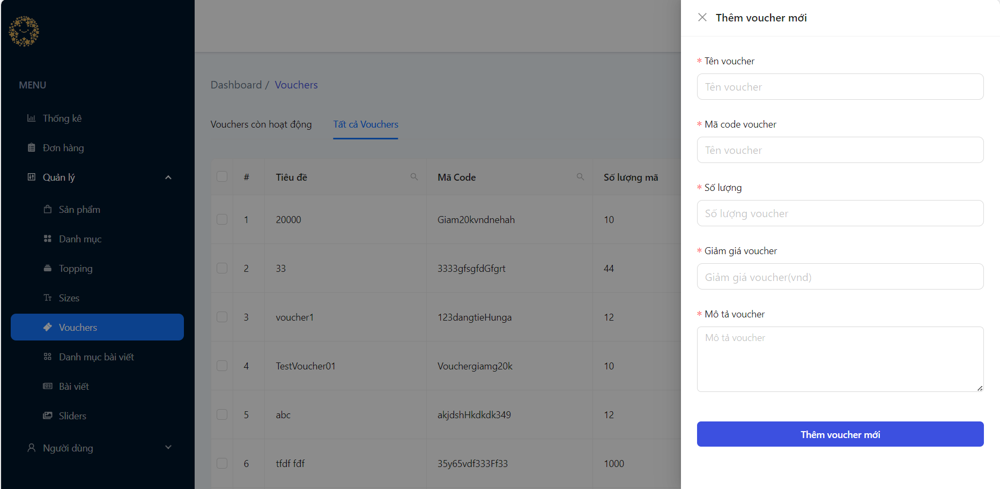 MENU
Thống kê
Đơn hàng
Quản lý
Sản phẩm
Danh mục
Topping
Sizes
Vouchers
Danh mục bài viết
Bài viết
Sliders
Người dùng
Dashboard / Vouchers
Vouchers còn hoạt động Tất cả Vouchers
# Tiêu đề Mã Code Số lượng mã
1 20000 Giam20kvndnehah 10
2 33 3333gfsgfdGfgrt 44
3 voucher1 123dangtieHunga 12
4 TestVoucher01 Vouchergiamg20k 10
5 abc akjdshHkdkdk349 12
6 tfdf fđf 35y65vdf333Ff33 1000
Thêm voucher mới
* Tên voucher
Tên voucher
* Mã code voucher
Tên voucher
* Số lượng
Số lượng voucher
* Giảm giá voucher
Giảm giá voucher(vnd)
* Mô tả voucher
Mô tả voucher
Thêm voucher mới